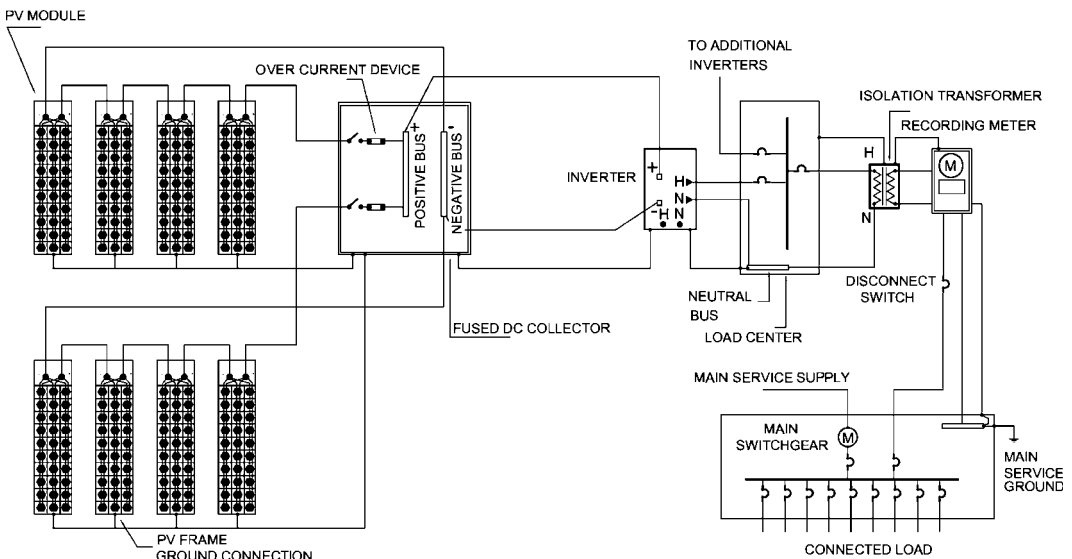 PV MODULE
OVER CURRENT DEVICE
+
POSITIVE BUS
-
NEGATIVE BUS
FUSED DC COLLECTOR
PV FRAME
GROUND CONNECTION
INVERTER
+
H
N
- H N
TO ADDITIONAL
INVERTERS
NEUTRAL
BUS
LOAD CENTER
ISOLATION TRANSFORMER
RECORDING METER
H
N
M
DISCONNECT
SWITCH
MAIN SERVICE SUPPLY
MAIN
SWITCHGEAR
M
MAIN
SERVICE
GROUND
CONNECTED LOAD